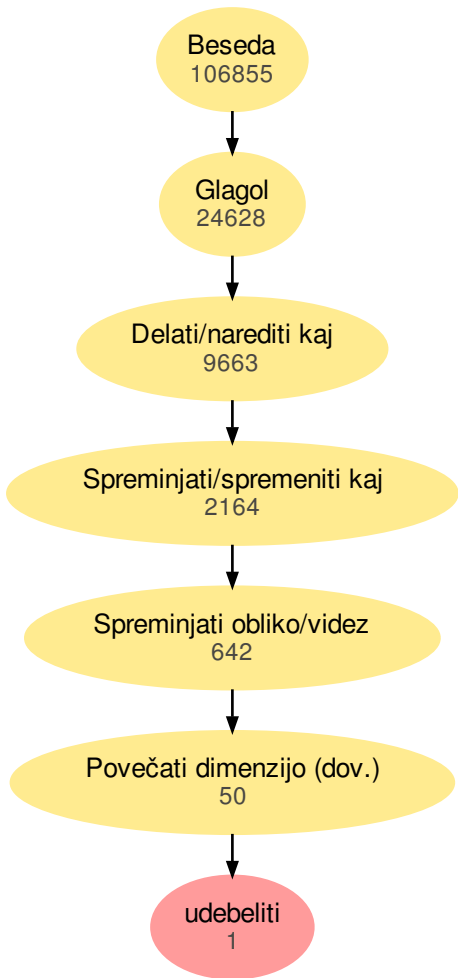 Beseda
106855
Glagol
24628
Delati/narediti kaj
9663
Spreminjati/spremeniti kaj
2164
Spreminjati obliko/videz
642
Povečati dimenzijo (dov.)
50
udebeliti
1